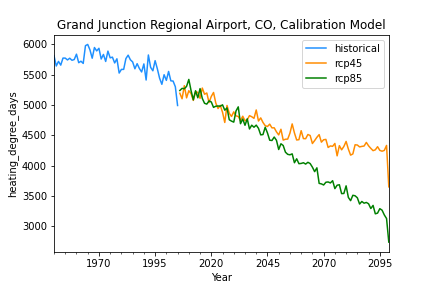 Grand Junction Regional Airport, CO, Calibration Model
historical
rcp45
rcp85
6000
5500
5000
4500
4000
3500
3000
heating_degree_days
1970
1995
2020
2045
2070
2095
Year